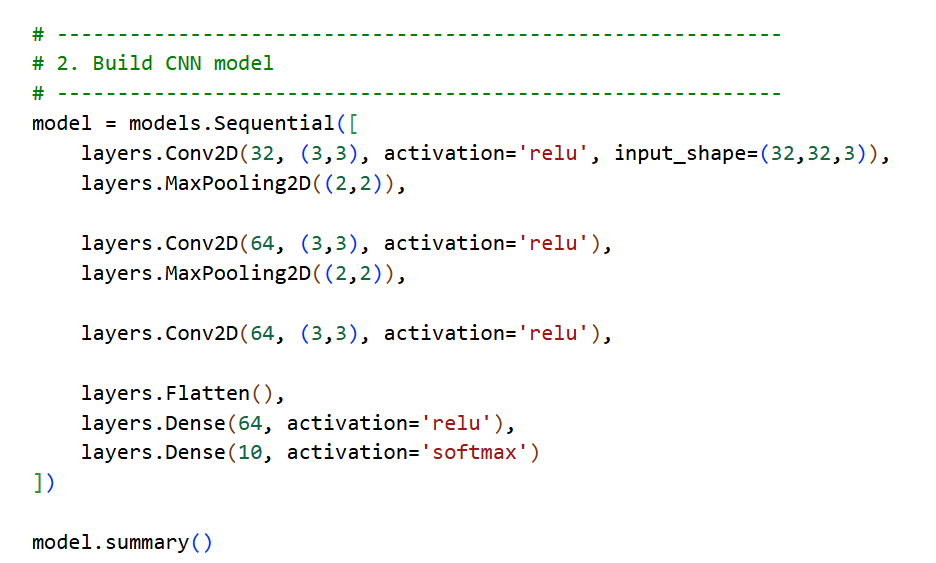 # ------------------------------------------------------------
# 2. Build CNN model
# ------------------------------------------------------------
model = models.Sequential([
    layers.Conv2D(32, (3,3), activation='relu', input_shape=(32,32,3)),
    layers.MaxPooling2D((2,2)),

    layers.Conv2D(64, (3,3), activation='relu'),
    layers.MaxPooling2D((2,2)),

    layers.Conv2D(64, (3,3), activation='relu'),

    layers.Flatten(),
    layers.Dense(64, activation='relu'),
    layers.Dense(10, activation='softmax')
])

model.summary()